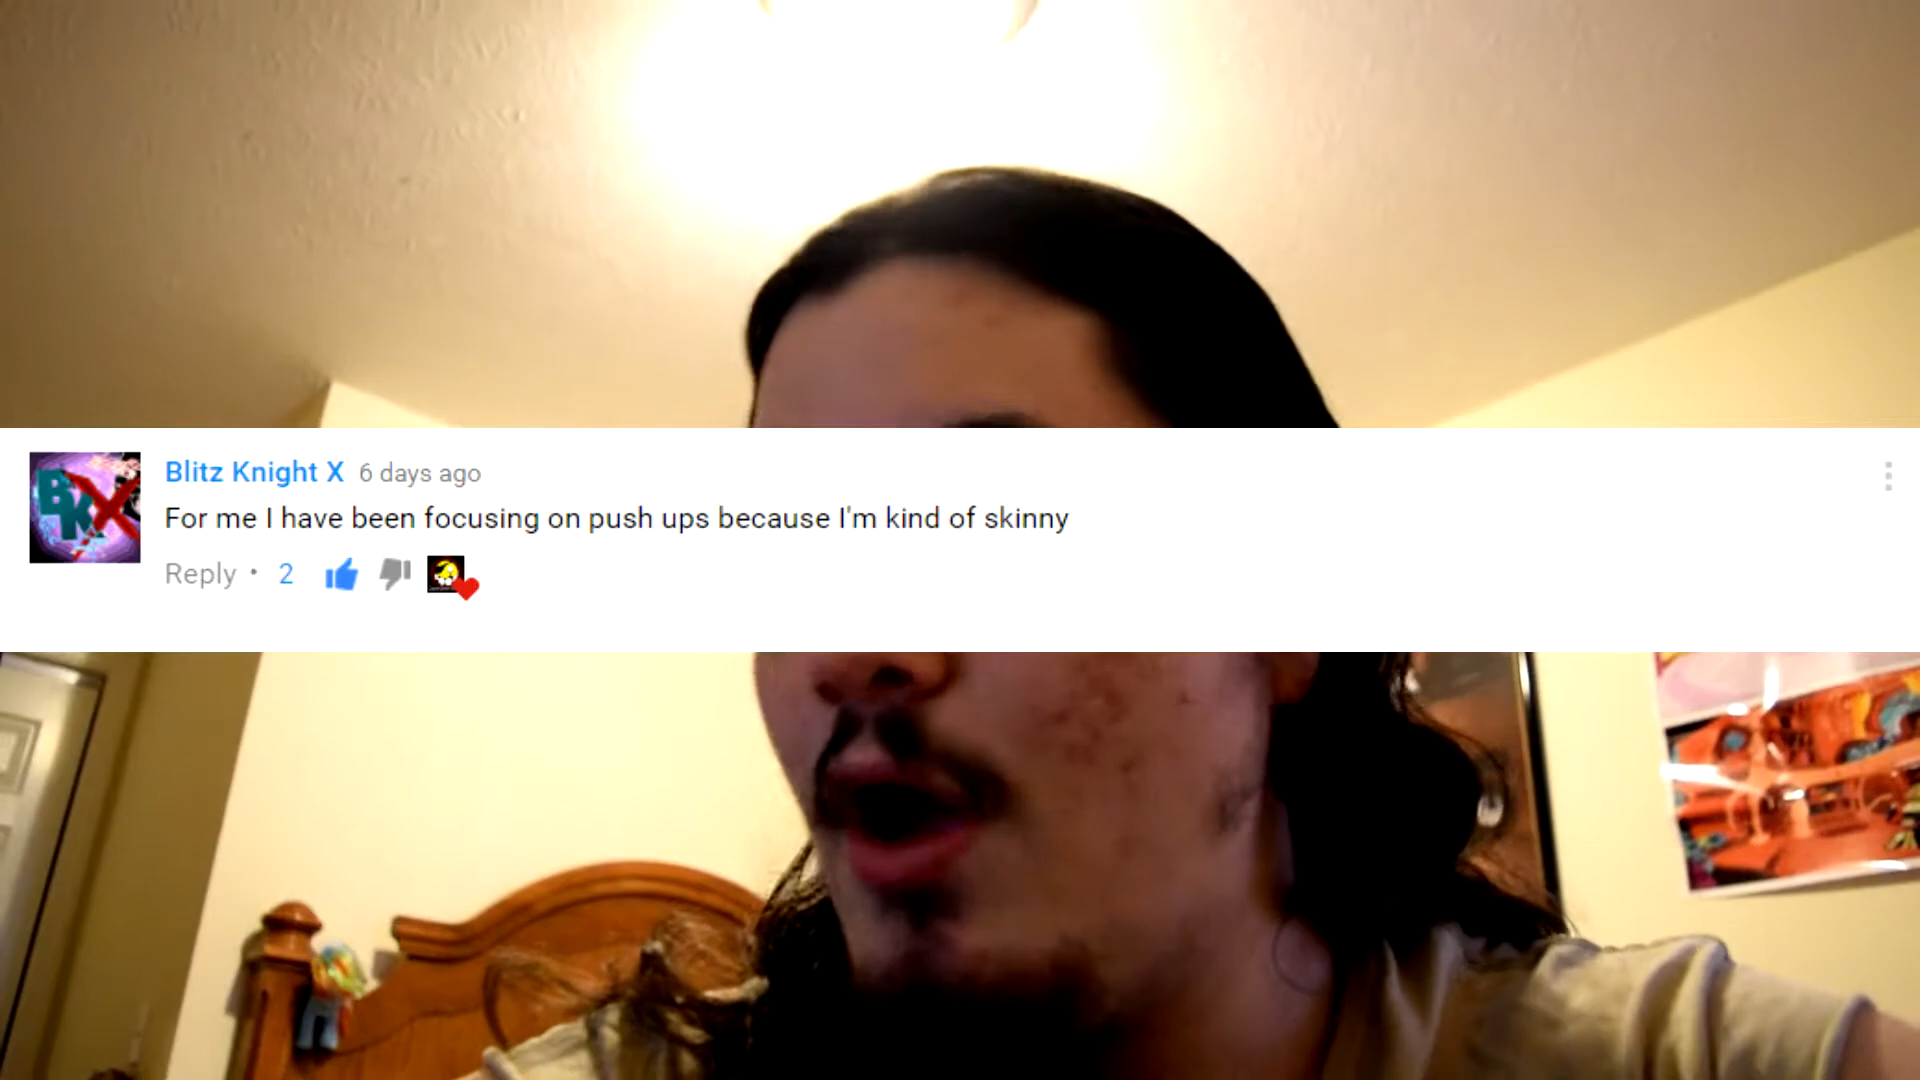 Blitz Knight X 6 days ago
For me I have been focusing on push ups because I'm kind of skinny
Reply • 2